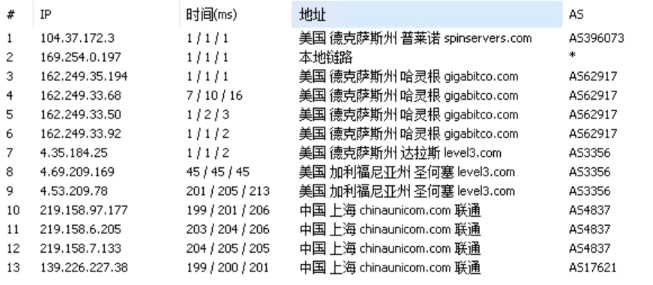 # IP 时间(ms) 地址 AS
1 104.37.172.3 1 / 1 / 1 美国 德克萨斯州 普莱诺 spinservers.com AS396073
2 169.254.0.197 1 / 1 / 1 本地链路 *
3 162.249.35.194 1 / 1 / 1 美国 德克萨斯州 哈灵根 gigabitco.com AS62917
4 162.249.33.68 7 / 10 / 16 美国 德克萨斯州 哈灵根 gigabitco.com AS62917
5 162.249.33.50 1 / 2 / 3 美国 德克萨斯州 哈灵根 gigabitco.com AS62917
6 162.249.33.92 1 / 1 / 2 美国 德克萨斯州 哈灵根 gigabitco.com AS62917
7 4.35.184.25 1 / 1 / 2 美国 德克萨斯州 达拉斯 level3.com AS3356
8 4.69.209.169 45 / 45 / 45 美国 加利福尼亚州 圣何塞 level3.com AS3356
9 4.53.209.78 201 / 205 / 213 美国 加利福尼亚州 圣何塞 level3.com AS3356
10 219.158.97.177 199 / 201 / 206 中国 上海 chinaunicom.com 联通 AS4837
11 219.158.6.205 203 / 204 / 206 中国 上海 chinaunicom.com 联通 AS4837
12 219.158.7.133 204 / 205 / 205 中国 上海 chinaunicom.com 联通 AS4837
13 139.226.227.38 199 / 200 / 201 中国 上海 chinaunicom.com 联通 AS17621